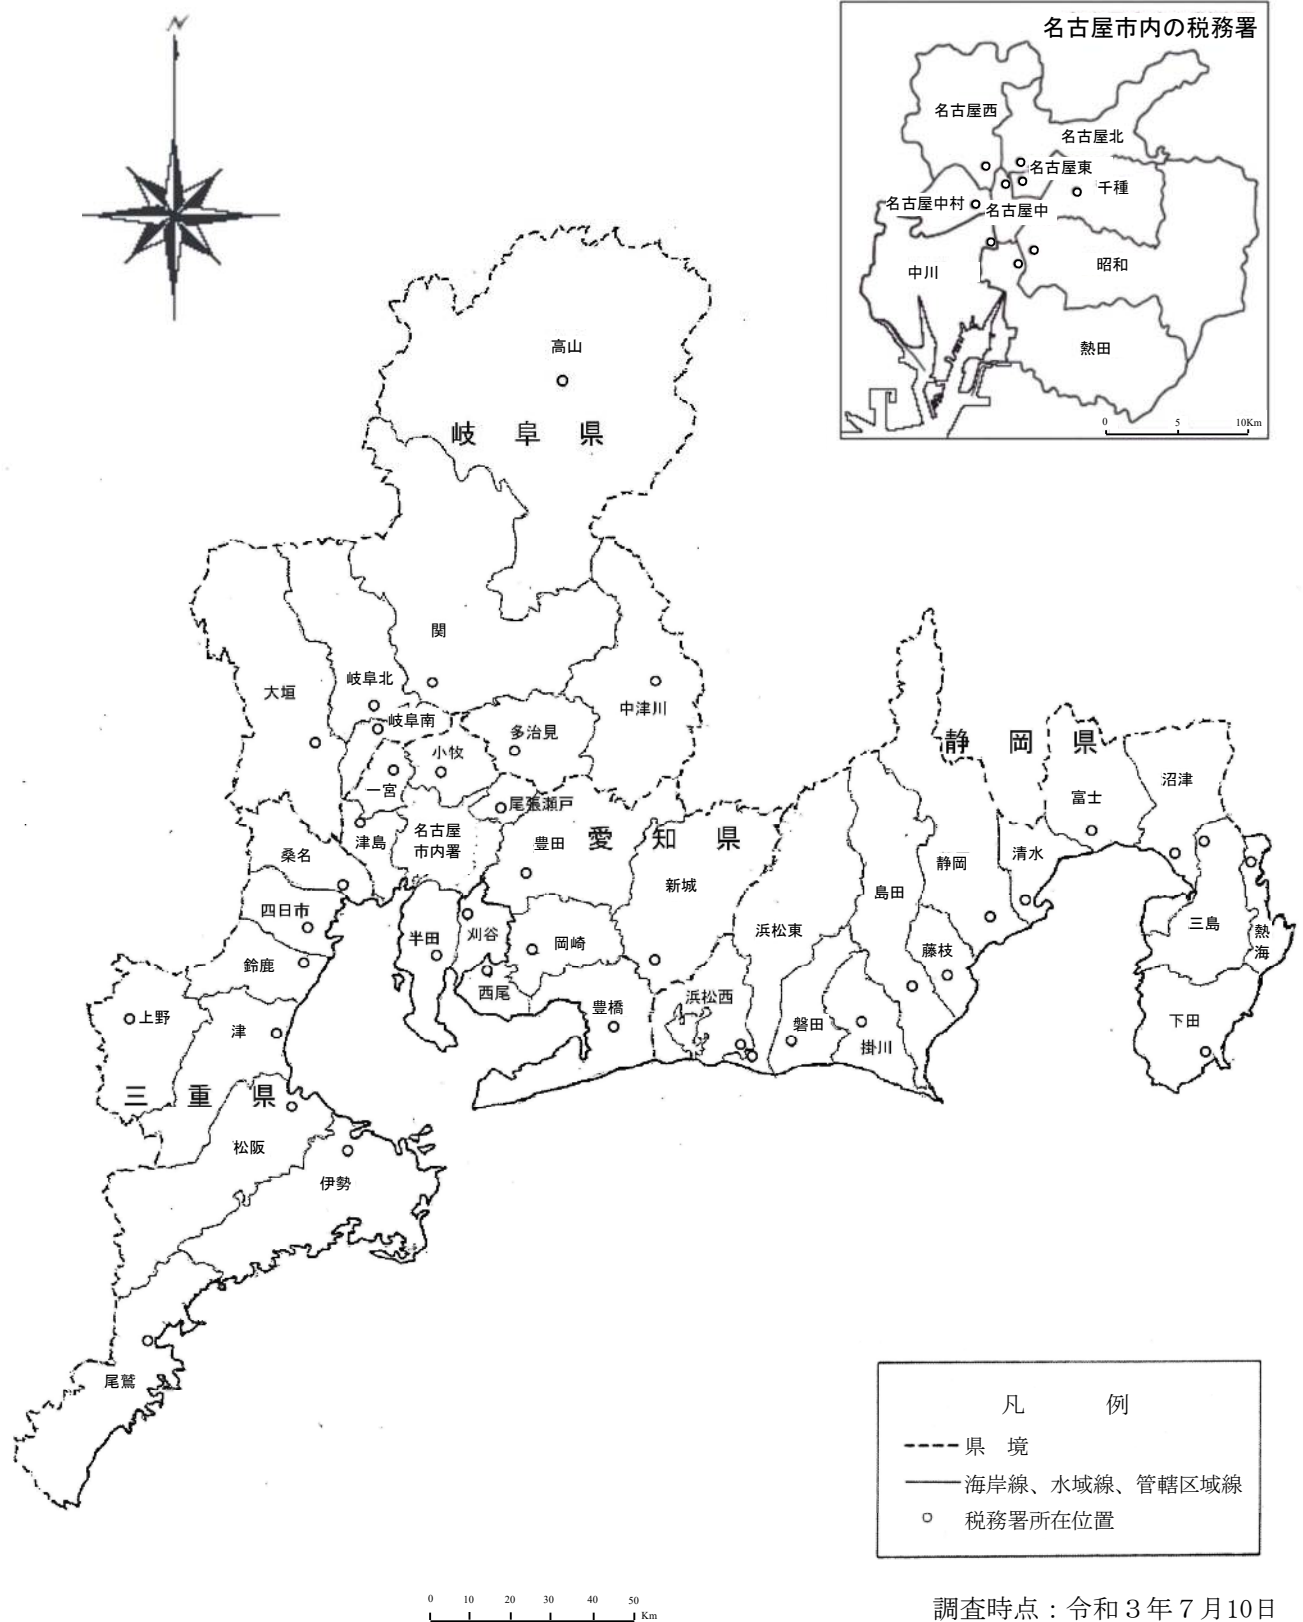 N
名古屋市内の税務署
名古屋西
名古屋北
名古屋東
千種
名古屋中村
名古屋中
中川
昭和
熱田
0 5 10Km
高山
岐 阜 県
関
大垣
岐阜北
岐阜南
中津川
多治見
小牧
一宮
尾張瀬戸
津島
名古屋
市内署
豊田
愛 知 県
静 岡 県
沼津
富士
清水
静岡
島田
新城
桑名
四日市
半田
刈谷
岡崎
浜松東
藤枝
三島
熱海
鈴鹿
西尾
豊橋
浜松西
磐田
掛川
下田
上野
津
三 重 県
松阪
伊勢
尾鷲
凡 例
県 境
海岸線、水域線、管轄区域線
税務署所在位置
0 10 20 30 40 50
Km
調査時点:令和3年7月10日